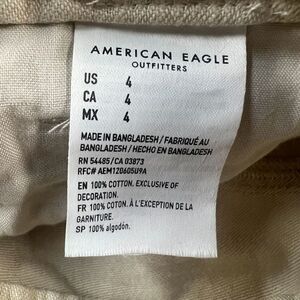 AMERICAN EAGLE
OUTFITTERS
US 4
CA 4
MX 4
MADE IN BANGLADESH / FABRIQUÉ AU
BANGLADESH / HECHO EN BANGLADESH
RN 54485/CA 03873
RFC# AEM120605U9A
EN 100% COTTON. EXCLUSIVE OF
DECORATION.
FR 100% COTON. À L'EXCEPTION DE LA
GARNITURE.
SP 100% algodón.